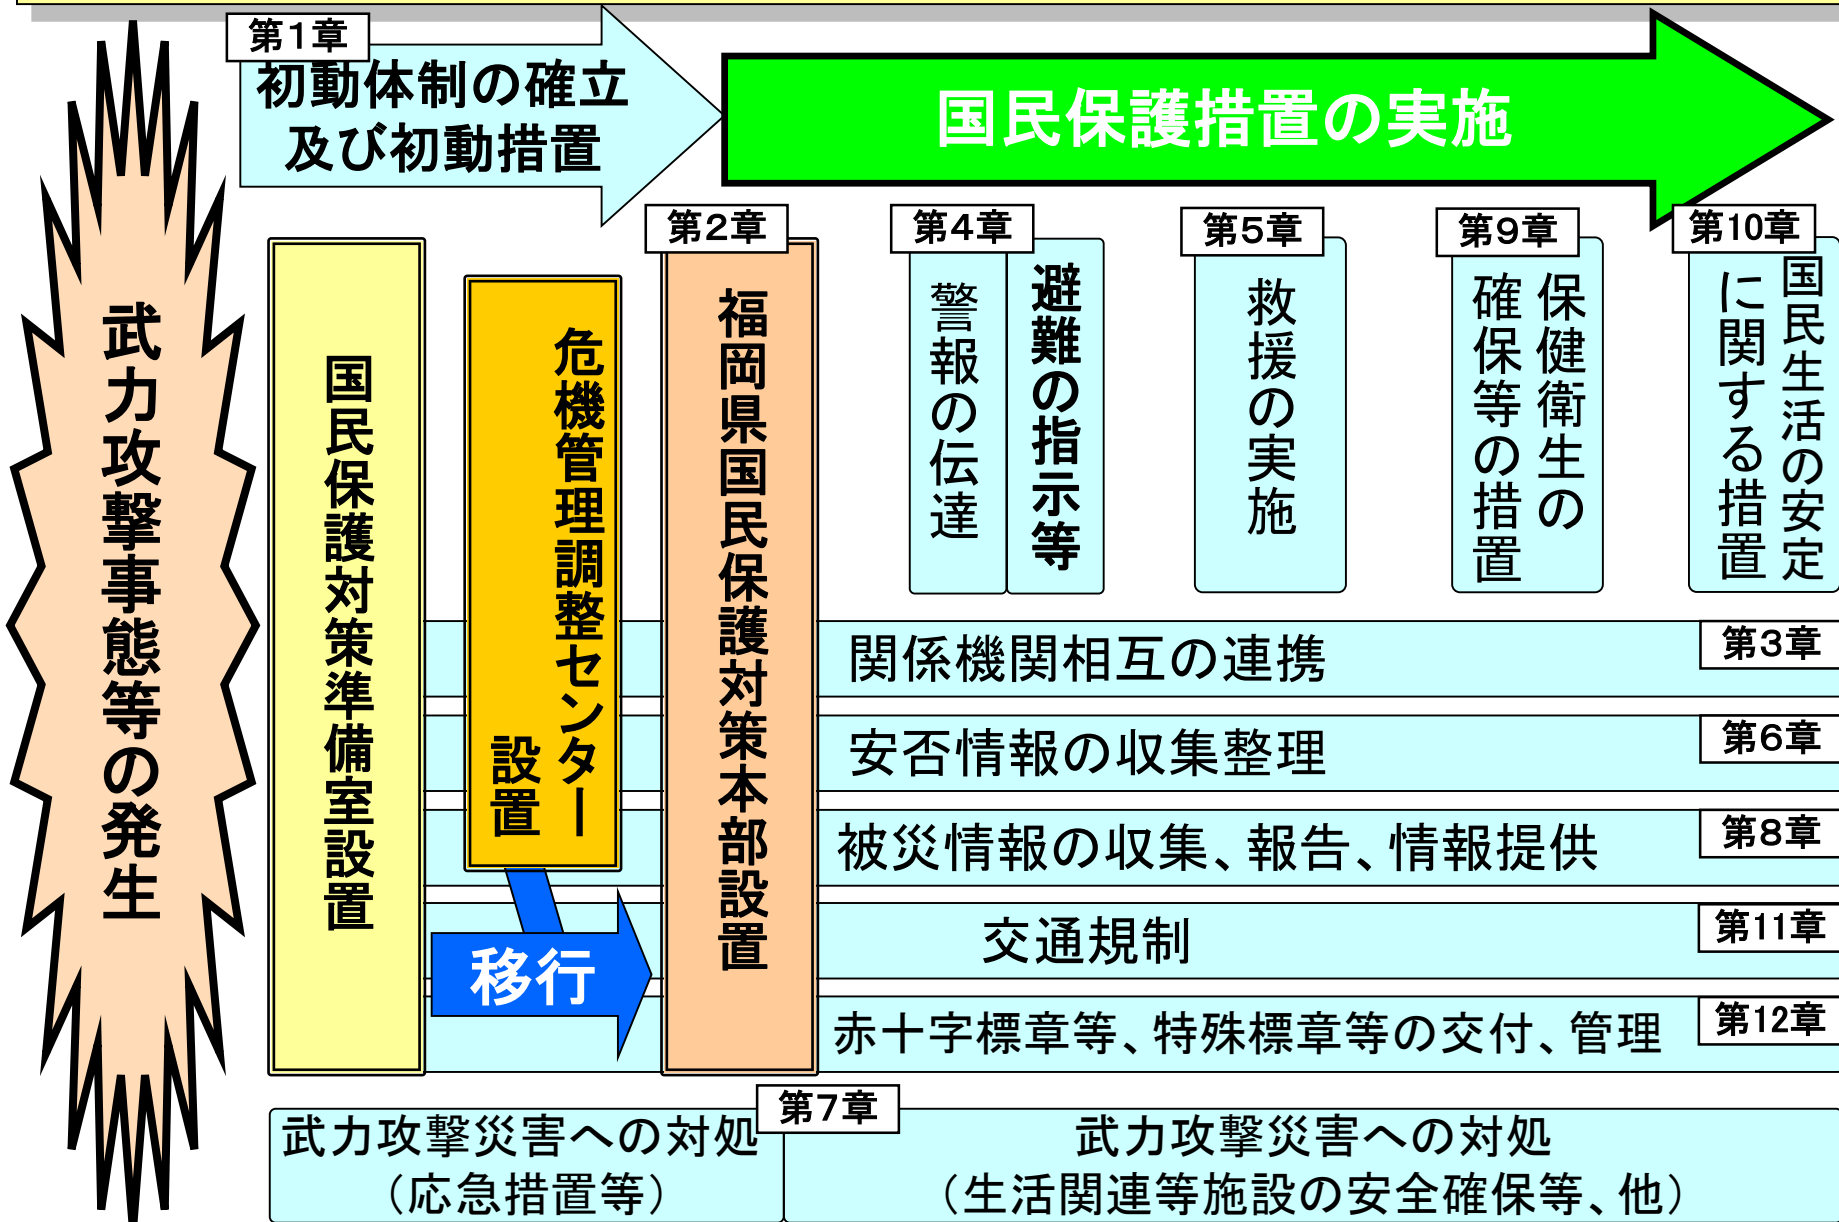 第1章
初動体制の確立
及び初動措置
国民保護措置の実施
武力攻撃事態等の発生
国民保護対策準備室設置
危機管理調整センター
設置
移行
第2章
福岡県国民保護対策本部設置
第4章
警報の伝達
避難の指示等
第5章
救援の実施
第9章
保健衛生の
確保等の措置
第10章
国民生活の安定
に関する措置
関係機関相互の連携
第3章
安否情報の収集整理
第6章
被災情報の収集、報告、情報提供
第8章
交通規制
第11章
赤十字標章等、特殊標章等の交付、管理
第12章
第7章
武力攻撃災害への対処
（応急措置等）
武力攻撃災害への対処
（生活関連等施設の安全確保等、他）